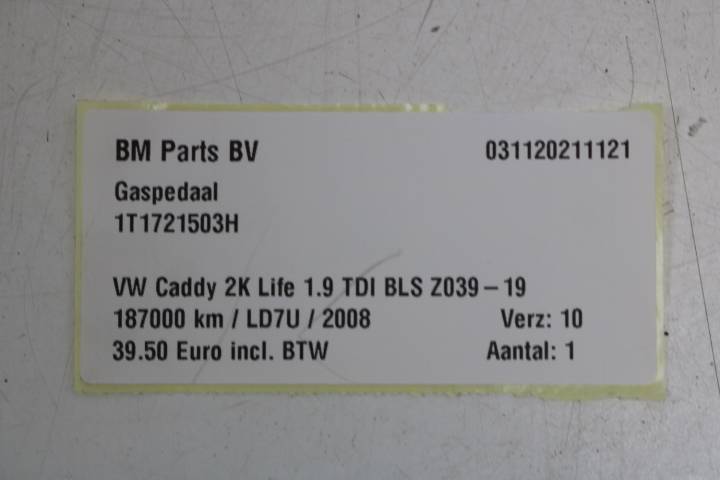 BM Parts BV 031120211121
Gaspedaal
1T1721503H
VW Caddy 2K Life 1.9 TDI BLS Z039-19
187000 km / LD7U / 2008 Verz: 10
39.50 Euro incl. BTW Aantal: 1